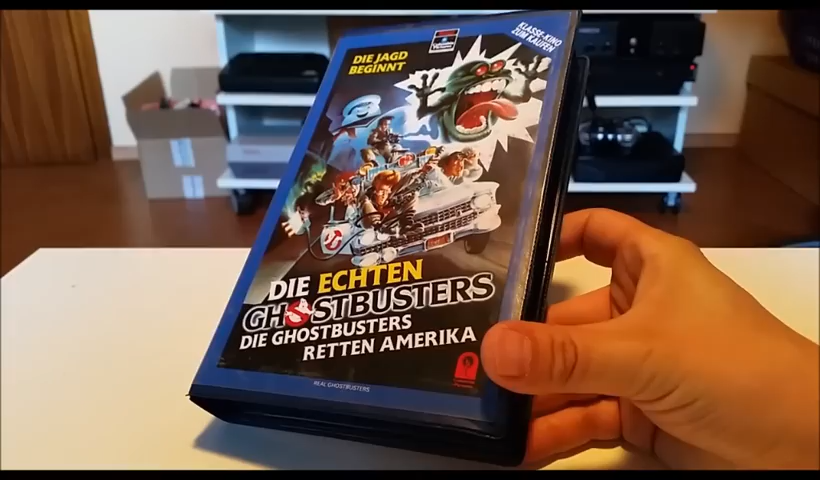 DIE JAGD
BEGINNT
KLASSE-KINO
ZUM KAUFEN
DIE ECHTEN
GHOSTBUSTERS
DIE GHOSTBUSTERS
RETTEN AMERIKA
REAL GHOSTBUSTERS